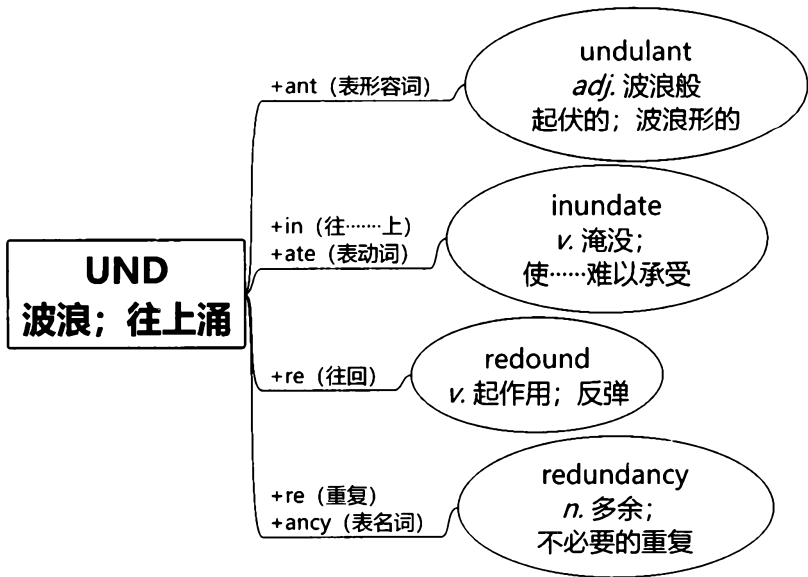 UND
波浪；往上涌
+ant（表形容词）
undulant
adj. 波浪般
起伏的；波浪形的
+in（往……上）
+ate（表动词）
inundate
v. 淹没；
使……难以承受
+re（往回）
redound
v. 起作用；反弹
+re（重复）
+ancy（表名词）
redundancy
n. 多余；
不必要的重复